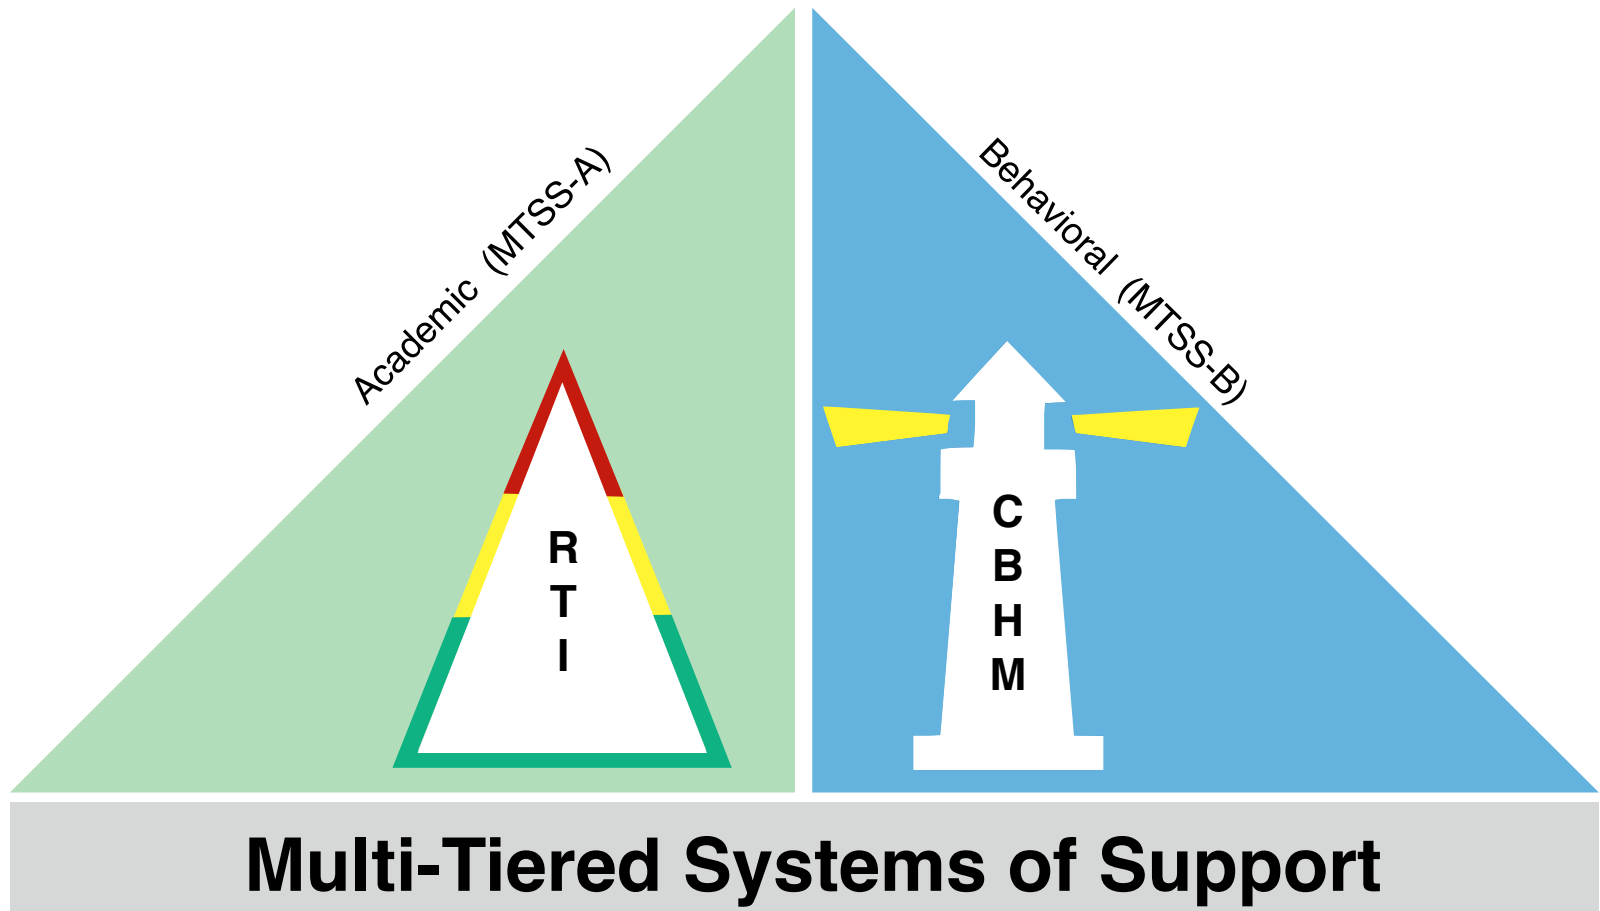 Academic (MTSS-A)
Behavioral (MTSS-B)
R
T
I
C
B
H
M
Multi-Tiered Systems of Support